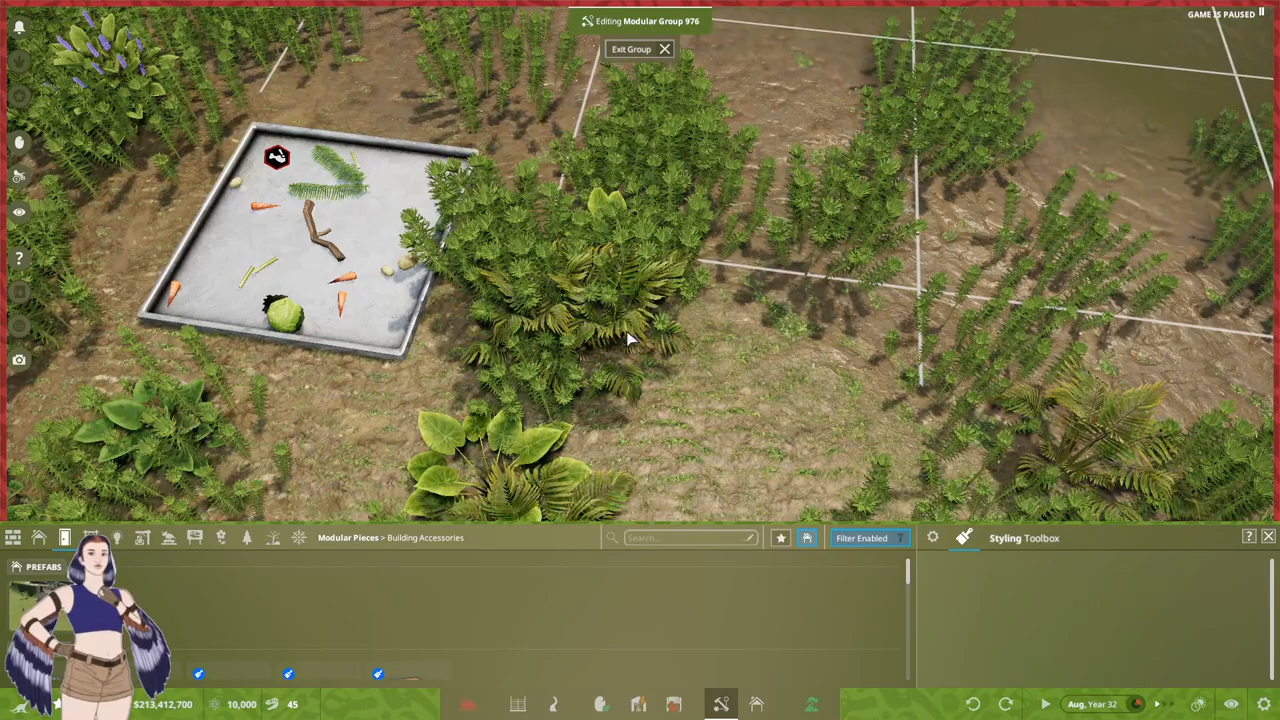 Editing Modular Group 976
GAME IS PAUSED
Exit Group
?
Modular Pieces > Building Accessories
Search...
Filter Enabled
Styling Toolbox
?
PREFABS
$213,412,700
10,000
45
Aug, Year 32